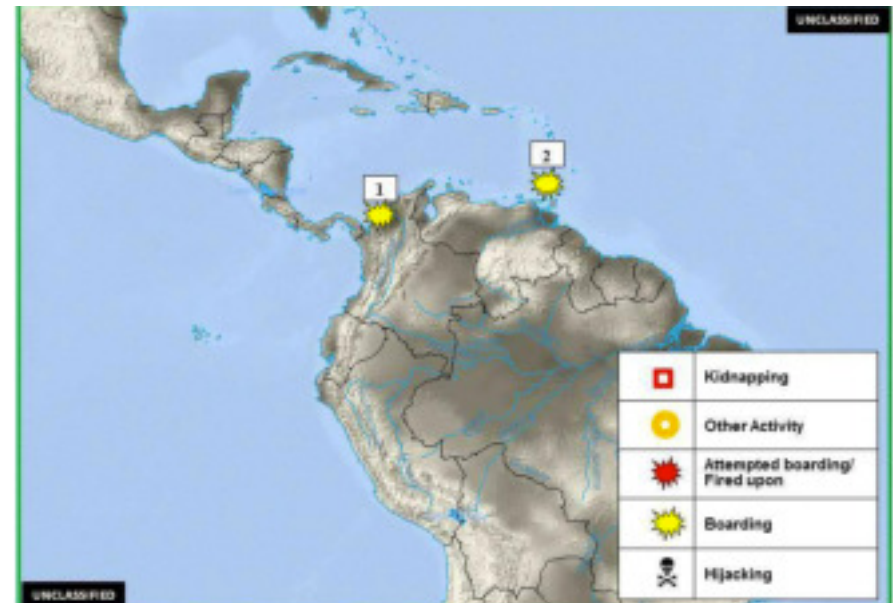 UNCLASSIFIED
2
1
Kidnapping
Other Activity
Attempted boarding/
Fired upon
Boarding
Hijacking
UNCLASSIFIED